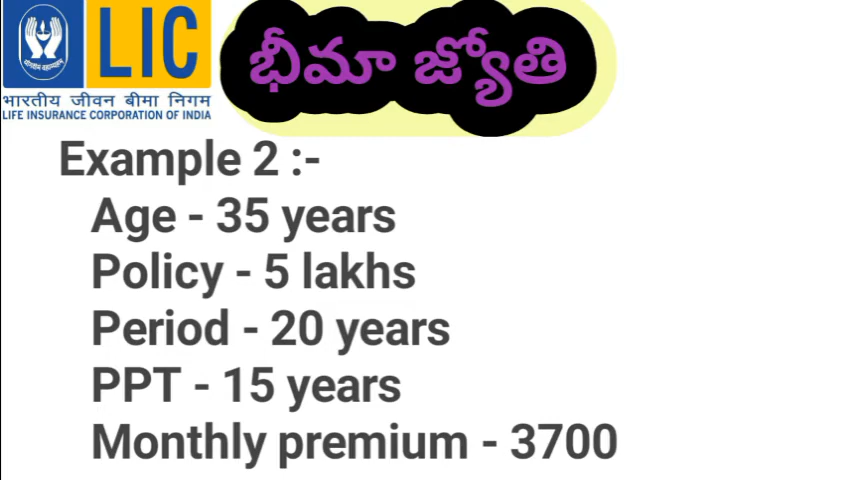 LIC
भारतीय जीवन बीमा निगम
LIFE INSURANCE CORPORATION OF INDIA
భీమా జ్యోతి
Example 2 :-
Age - 35 years
Policy - 5 lakhs
Period - 20 years
PPT - 15 years
Monthly premium - 3700